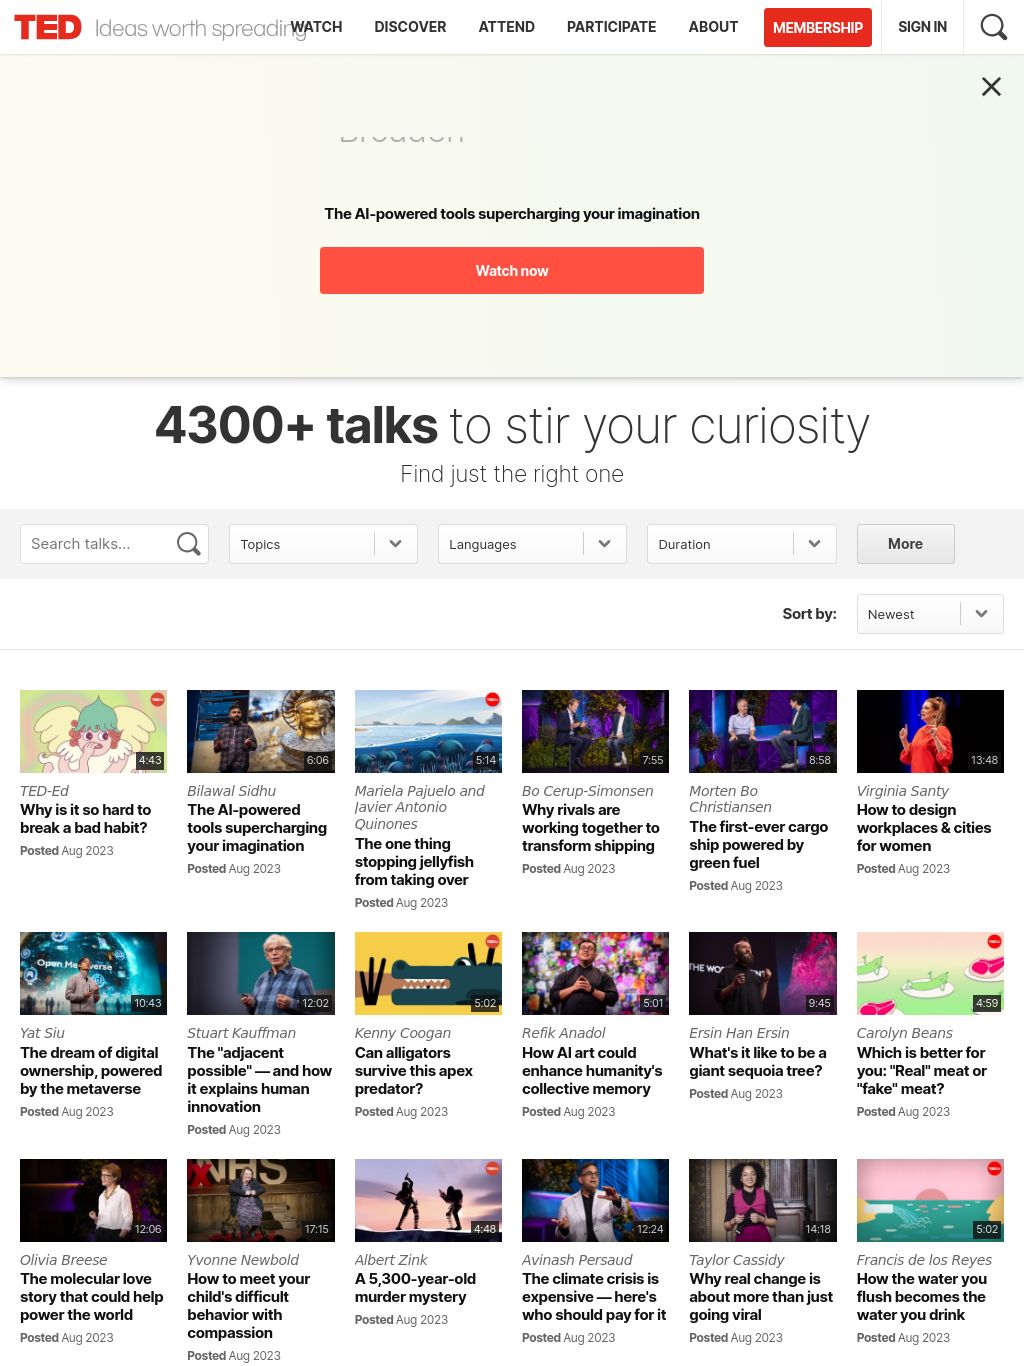 TED Ideas worth spreading
WATCH DISCOVER ATTEND PARTICIPATE ABOUT MEMBERSHIP SIGN IN
The AI-powered tools supercharging your imagination
Watch now
4300+ talks to stir your curiosity
Find just the right one
Search talks... Topics Languages Duration More
Sort by: Newest
4:43
TED-Ed
Why is it so hard to
break a bad habit?
Posted Aug 2023
6:06
Bilawal Sidhu
The AI-powered
tools supercharging
your imagination
Posted Aug 2023
5:14
Mariela Pajuelo and
Javier Antonio
Quinones
The one thing
stopping jellyfish
from taking over
Posted Aug 2023
7:55
Bo Cerup-Simonsen
Why rivals are
working together to
transform shipping
Posted Aug 2023
8:58
Morten Bo
Christiansen
The first-ever cargo
ship powered by
green fuel
Posted Aug 2023
13:48
Virginia Santy
How to design
workplaces & cities
for women
Posted Aug 2023
10:43
Yat Siu
The dream of digital
ownership, powered
by the metaverse
Posted Aug 2023
12:02
Stuart Kauffman
The "adjacent
possible" — and how
it explains human
innovation
Posted Aug 2023
5:02
Kenny Coogan
Can alligators
survive this apex
predator?
Posted Aug 2023
5:01
Refik Anadol
How AI art could
enhance humanity's
collective memory
Posted Aug 2023
9:45
Ersin Han Ersin
What's it like to be a
giant sequoia tree?
Posted Aug 2023
4:59
Carolyn Beans
Which is better for
you: "Real" meat or
"fake" meat?
Posted Aug 2023
12:06
Olivia Breese
The molecular love
story that could help
power the world
Posted Aug 2023
17:15
Yvonne Newbold
How to meet your
child's difficult
behavior with
compassion
Posted Aug 2023
4:48
Albert Zink
A 5,300-year-old
murder mystery
Posted Aug 2023
12:24
Avinash Persaud
The climate crisis is
expensive — here's
who should pay for it
Posted Aug 2023
14:18
Taylor Cassidy
Why real change is
about more than just
going viral
Posted Aug 2023
5:02
Francis de los Reyes
How the water you
flush becomes the
water you drink
Posted Aug 2023